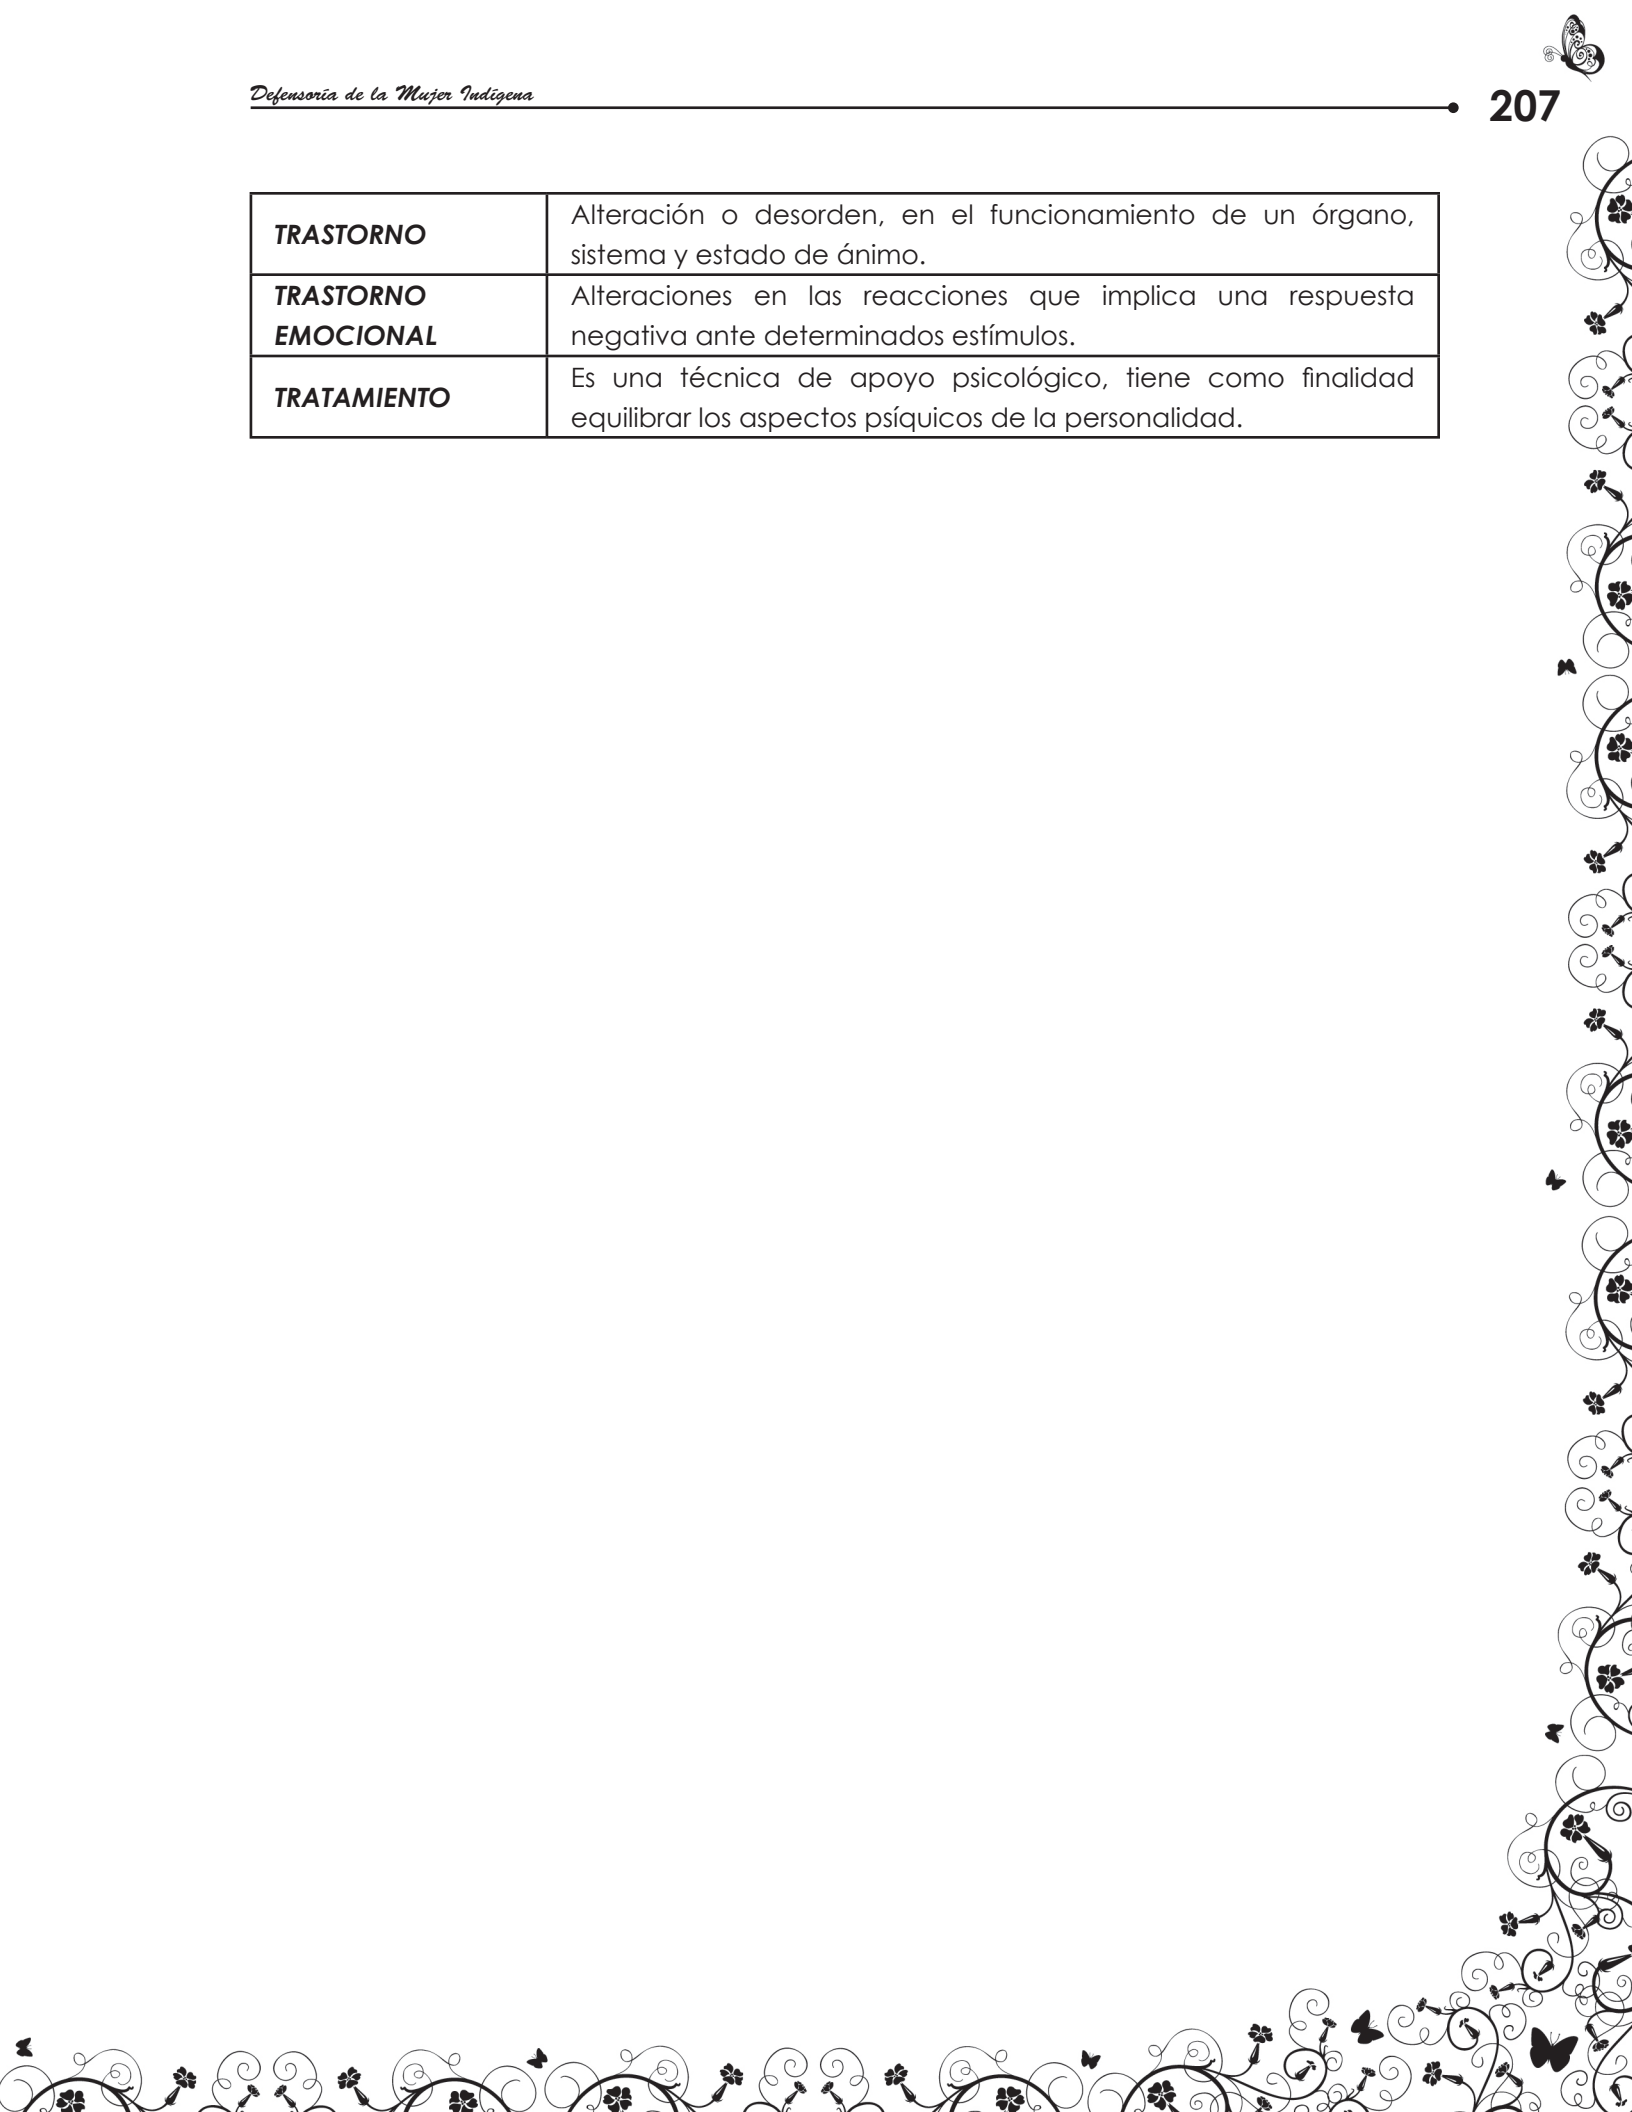 Defensoría de la Mujer Indígena
207
TRASTORNO
Alteración o desorden, en el funcionamiento de un órgano,
sistema y estado de ánimo.
TRASTORNO
EMOCIONAL
Alteraciones en las reacciones que implica una respuesta
negativa ante determinados estímulos.
TRATAMIENTO
Es una técnica de apoyo psicológico, tiene como finalidad
equilibrar los aspectos psíquicos de la personalidad.